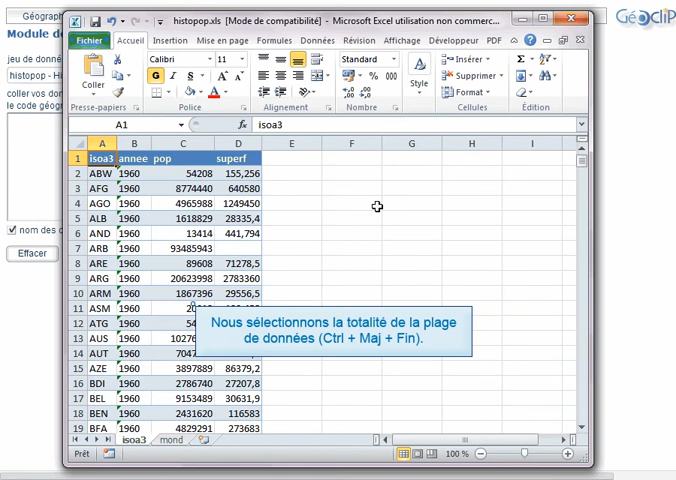 histopop.xls [Mode de compatibilité] - Microsoft Excel utilisation non commerc...
Fichier Accueil Insertion Mise en page Formules Données Révision Affichage Développeur PDF
Calibri 11 Standard Insérer
Coller G I S % 000 Style Supprimer
Format
Presse-papiers Police Alignement Nombre Cellules Édition
A1 fx isoa3
A B C D E F G H I
1 isoa3 annee pop superf
2 ABW 1960 54208 155,256
3 AFG 1960 8774440 640580
4 AGO 1960 4965988 1249450
5 ALB 1960 1618829 28335,4
6 AND 1960 13414 441,794
7 ARB 1960 93485943
8 ARE 1960 89608 71278,5
9 ARG 1960 20623998 2783360
10 ARM 1960 1867396 29556,5
11 ASM 1960
12 ATG 1960
13 AUS 1960
14 AUT 1960
15 AZE 1960 3897889 86379,2
16 BDI 1960 2786740 27207,8
17 BEL 1960 9153489 30631,9
18 BEN 1960 2431620 116583
19 BFA 1960 4829291 273683
Nous sélectionnons la totalité de la plage
de données (Ctrl + Maj + Fin).
isoa3 mond
Prêt 100 %
Géograp
Module de
jeu de donné
histopop - Hi
coller vos don
le code géogr
nom des c
Effacer
GéoclIP